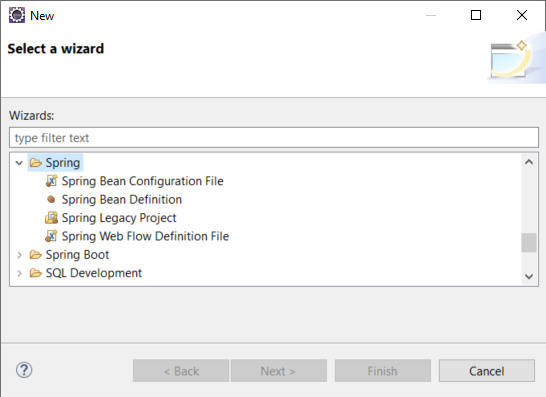 New
Select a wizard
Wizards:
type filter text
Spring
Spring Bean Configuration File
Spring Bean Definition
Spring Legacy Project
Spring Web Flow Definition File
Spring Boot
SQL Development
?
< Back
Next >
Finish
Cancel